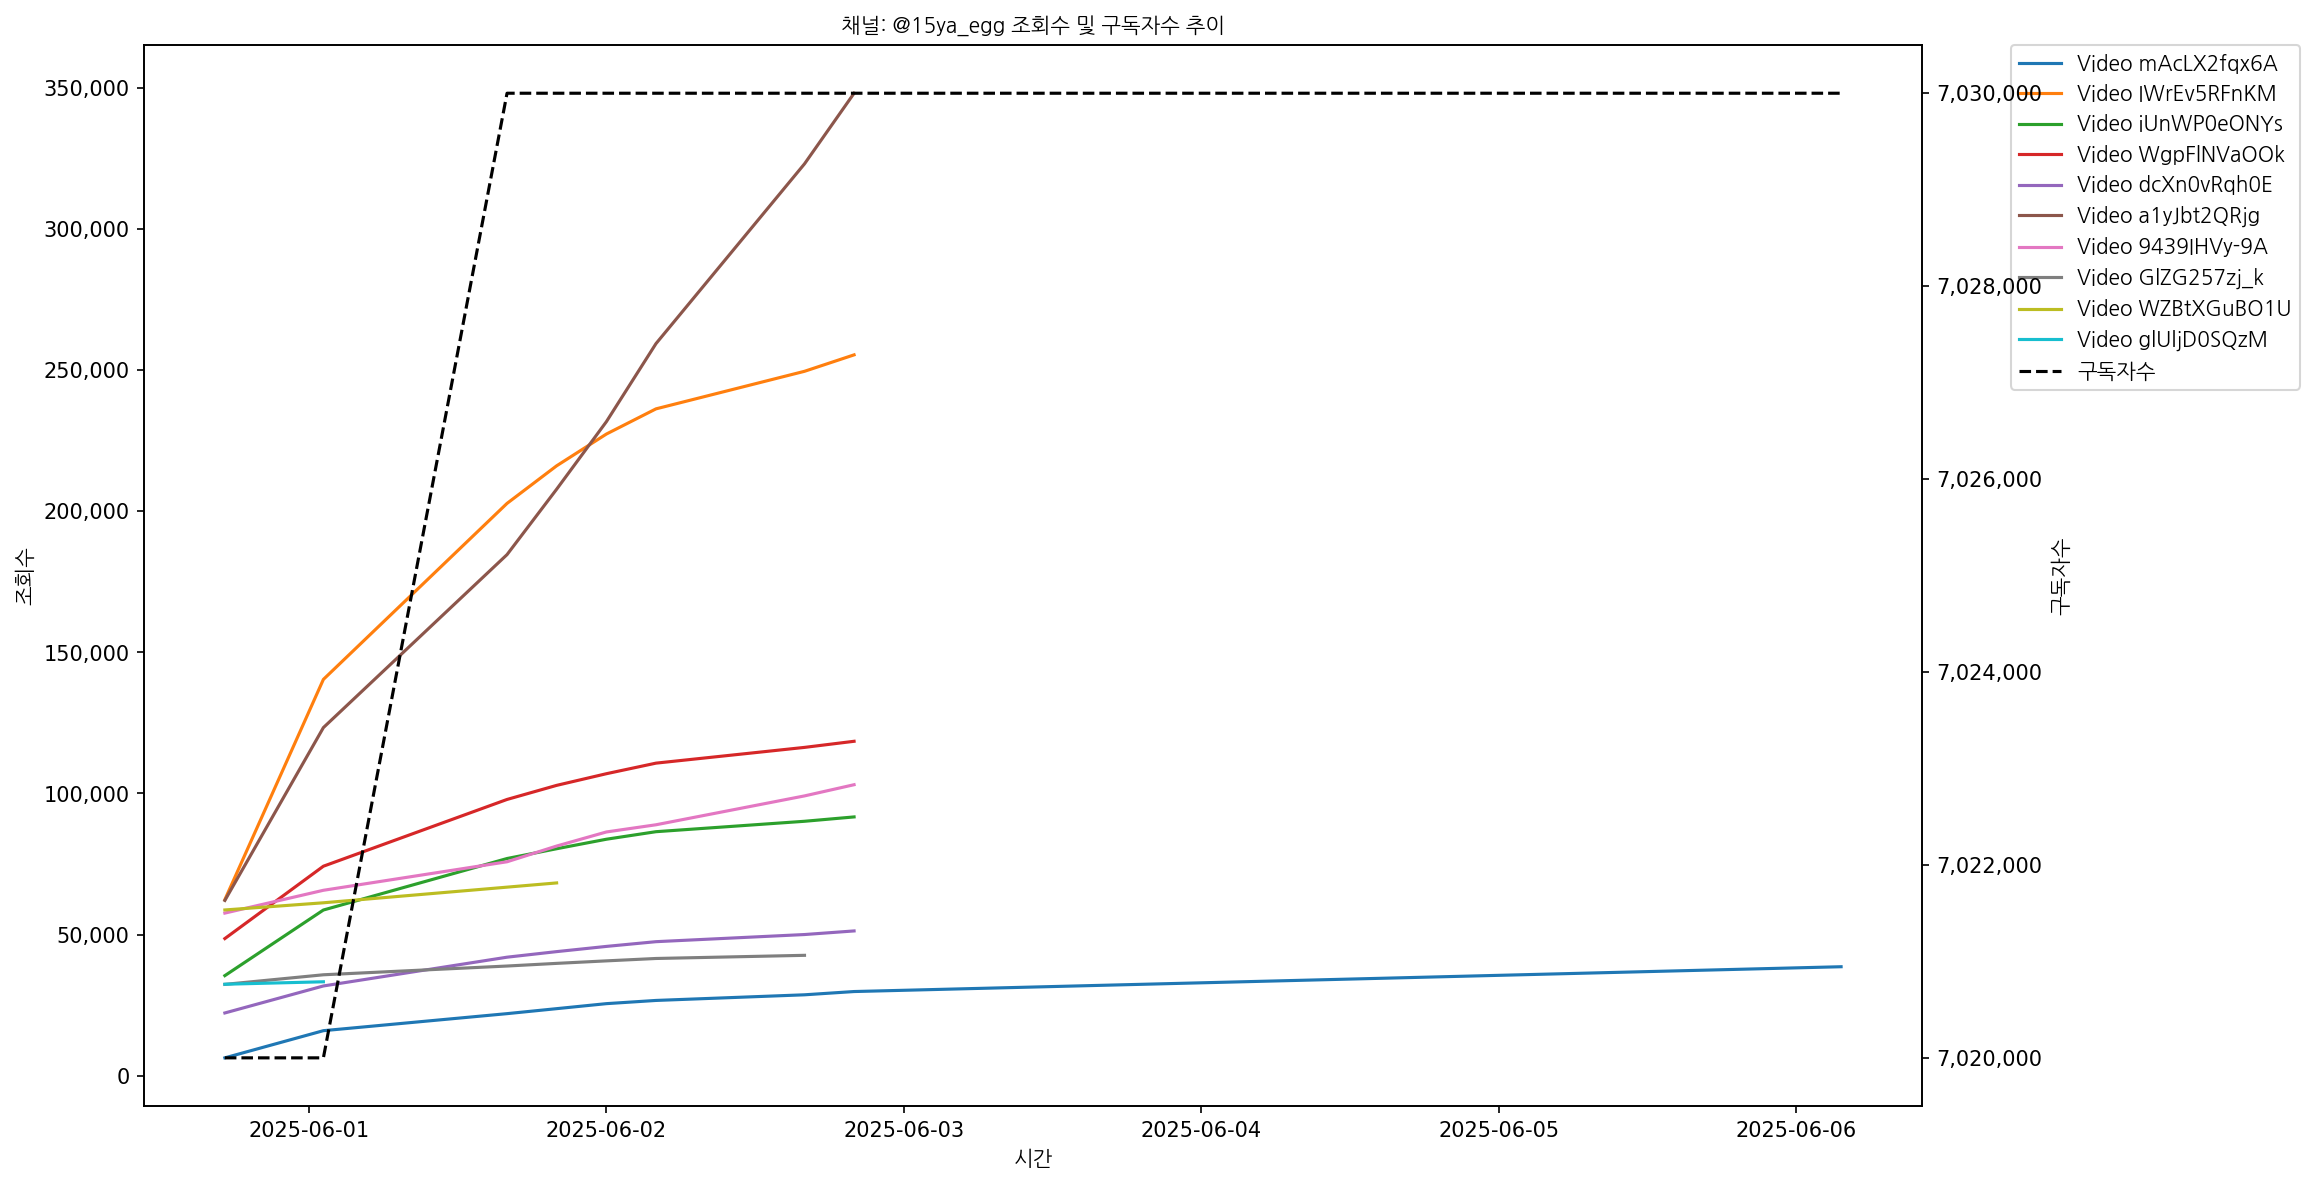 채널: @15ya_egg 조회수 및 구독자수 추이
350,000
300,000
250,000
200,000
150,000
100,000
50,000
0
조회수
2025-06-01
2025-06-02
2025-06-03
2025-06-04
2025-06-05
2025-06-06
시간
7,030,000
7,028,000
7,026,000
7,024,000
7,022,000
7,020,000
구독자수
Video mAcLX2fqx6A
Video JWrEv5RFnKM
Video iUnWP0eONYs
Video WgpFlNVaOOk
Video dcXn0vRqh0E
Video a1yJbt2QRjg
Video 9439JHVy-9A
Video GlZG257zj_k
Video WZBtXGuBO1U
Video glUljD0SQzM
구독자수